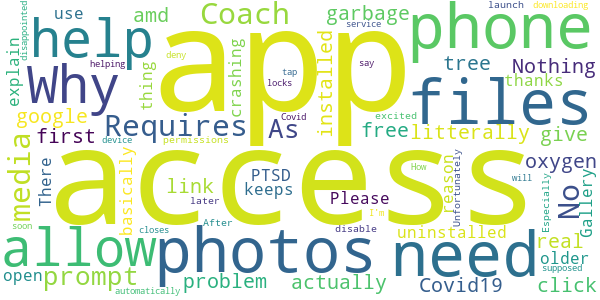 disappointed use amd Coach garbage launch downloading
explain help app phone service
deny
Why thing crashing tap say tree Nothing
helping locks installed excited thanks
google Requires Covid As files
first device permissions free litterally give
media There basically access How will
link PTSD keeps reason oxygen
later Please Unfortunately No Especially Gallery
soon After I'm
allow closes photos disable need uninstalled real
open prompt problem actually Covid19 older supposed
automatically click